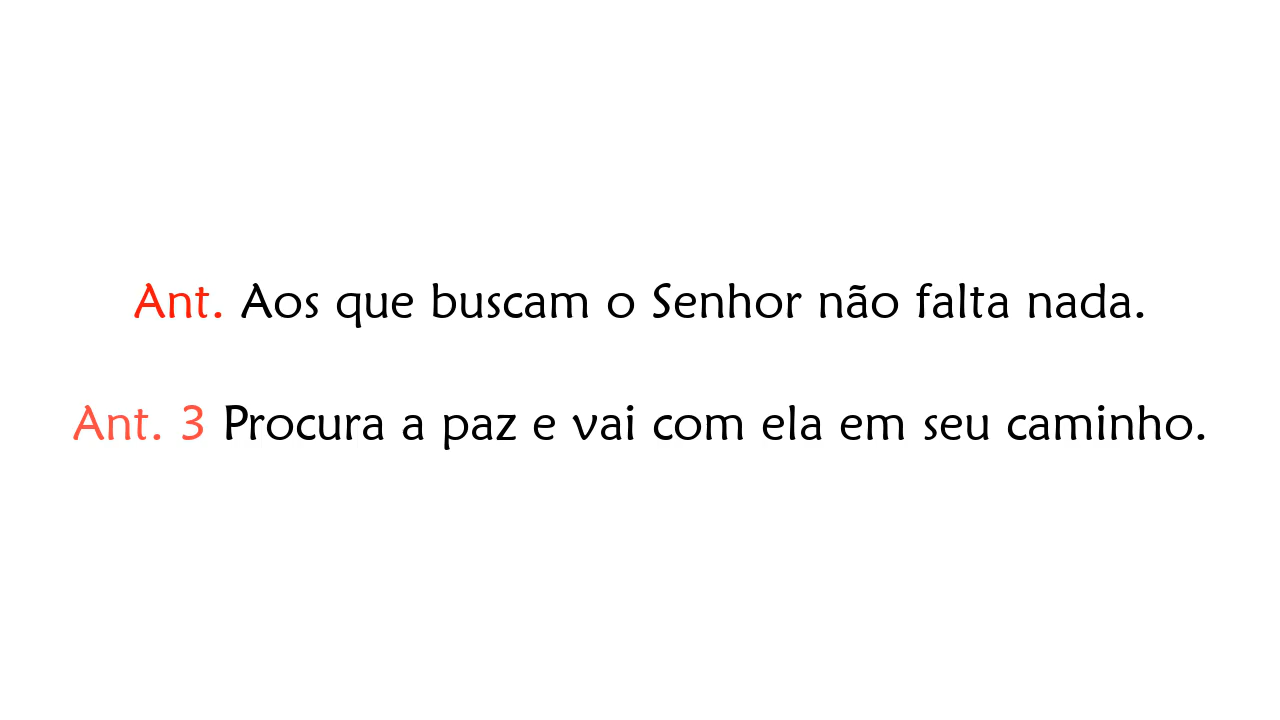 Ant. Aos que buscam o Senhor não falta nada.
Ant. 3 Procura a paz e vai com ela em seu caminho.